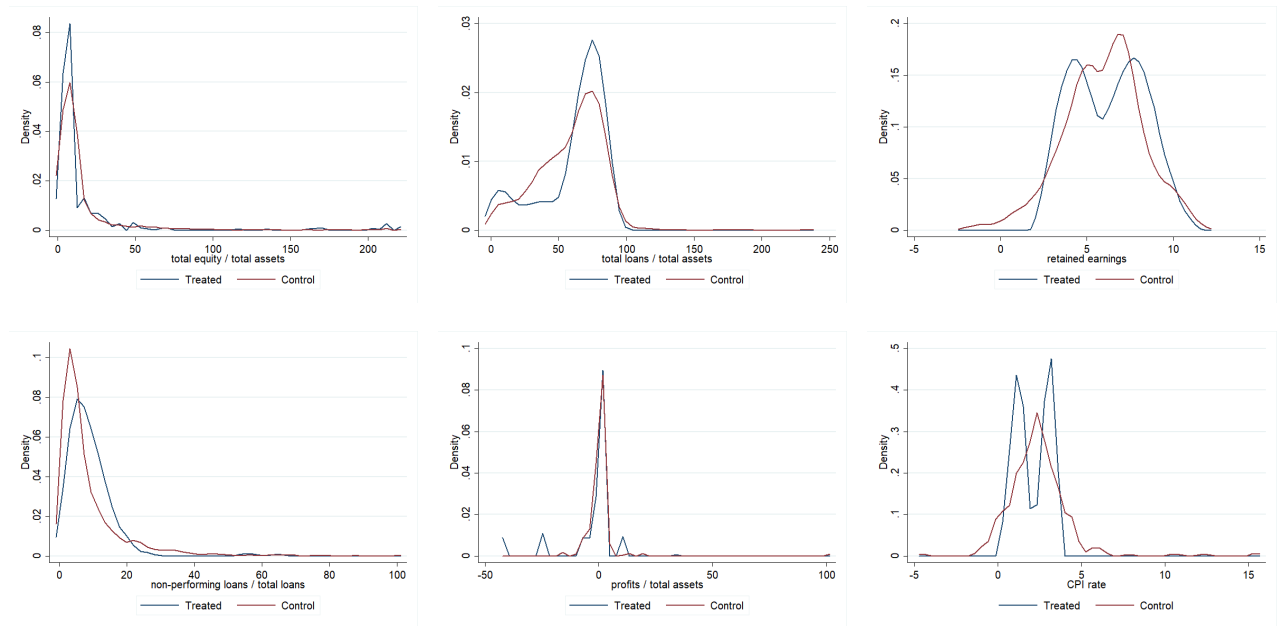 Density
.08
.06
.04
.02
0
0 50 100 150 200
total equity / total assets
Treated Control
Density
.03
.02
.01
0
0 50 100 150 200 250
total loans / total assets
Treated Control
Density
.2
.15
.1
.05
0
-5 0 5 10 15
retained earnings
Treated Control
Density
.1
.08
.06
.04
.02
0
0 20 40 60 80 100
non-performing loans / total loans
Treated Control
Density
.1
.08
.06
.04
.02
0
-50 0 50 100
profits / total assets
Treated Control
Density
.5
.4
.3
.2
.1
0
-5 0 5 10 15
CPI rate
Treated Control